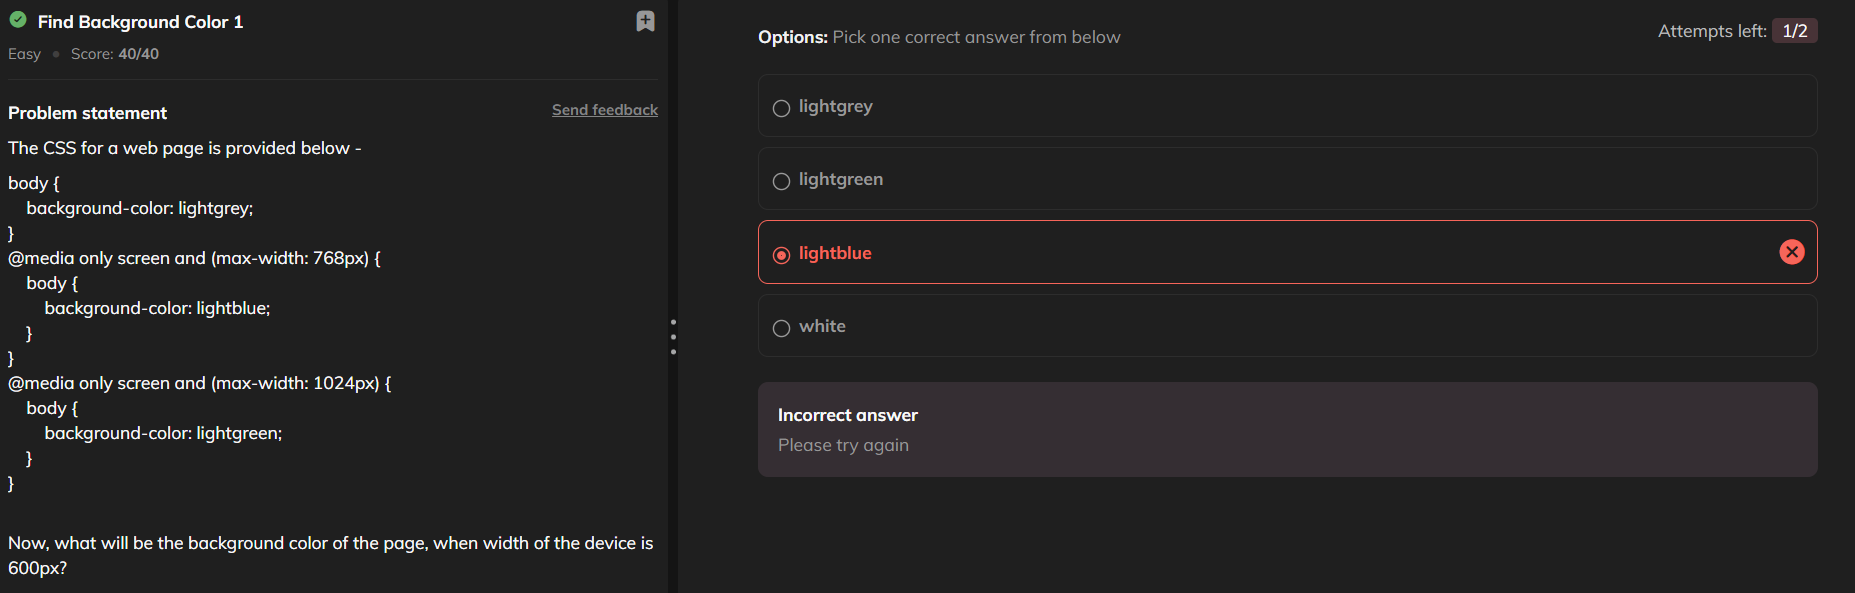 Find Background Color 1
Easy • Score: 40/40
Problem statement
Send feedback
The CSS for a web page is provided below -
body {
background-color: lightgrey;
}
@media only screen and (max-width: 768px) {
body {
background-color: lightblue;
}
}
@media only screen and (max-width: 1024px) {
body {
background-color: lightgreen;
}
}
Now, what will be the background color of the page, when width of the device is
600px?
Options: Pick one correct answer from below
Attempts left: 1/2
lightgrey
lightgreen
lightblue
white
Incorrect answer
Please try again